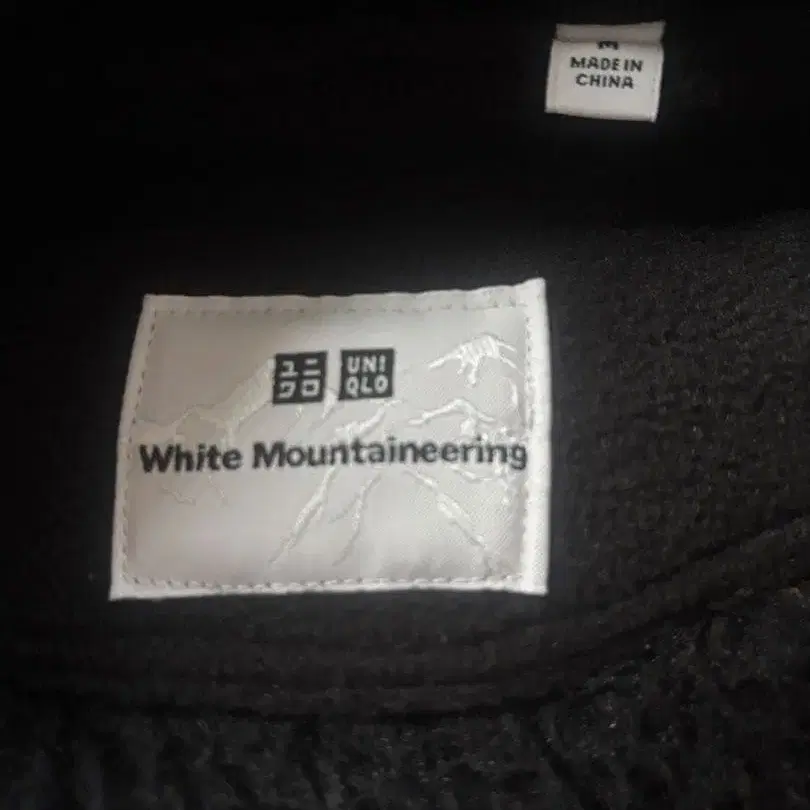 MADE IN
CHINA
ユニ UNI
クロ QLO
White Mountaineering